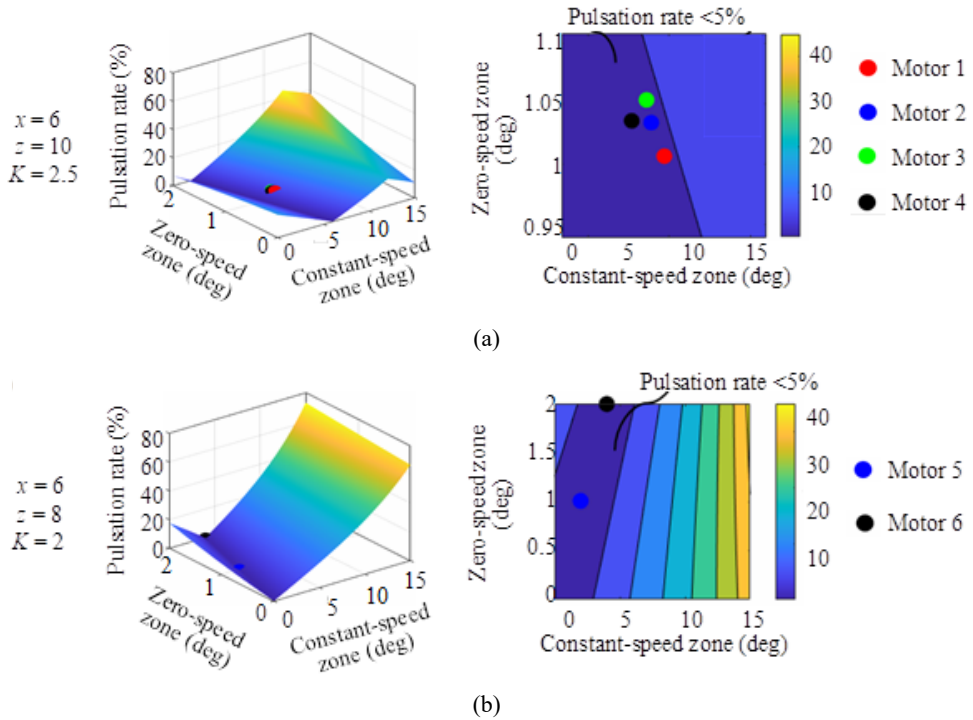 x = 6
z = 10
K = 2.5
Pulsation rate (%)
80
60
40
20
0
2
1
0
0
5
10
15
Zero-speed
zone (deg)
Constant-speed
zone (deg)
Pulsation rate <5%
1.1
1.05
1
0.95
Zero-speed zone
(deg)
0
5
10
15
Constant-speed zone (deg)
40
30
20
10
Motor 1
Motor 2
Motor 3
Motor 4
(a)
x = 6
z = 8
K = 2
Pulsation rate (%)
80
60
40
20
0
2
1
0
0
5
10
15
Zero-speed
zone (deg)
Constant-speed
zone (deg)
Pulsation rate <5%
2
1.5
1
0.5
0
Zero-speed zone
(deg)
0
5
10
15
Constant-speed zone (deg)
40
30
20
10
Motor 5
Motor 6
(b)